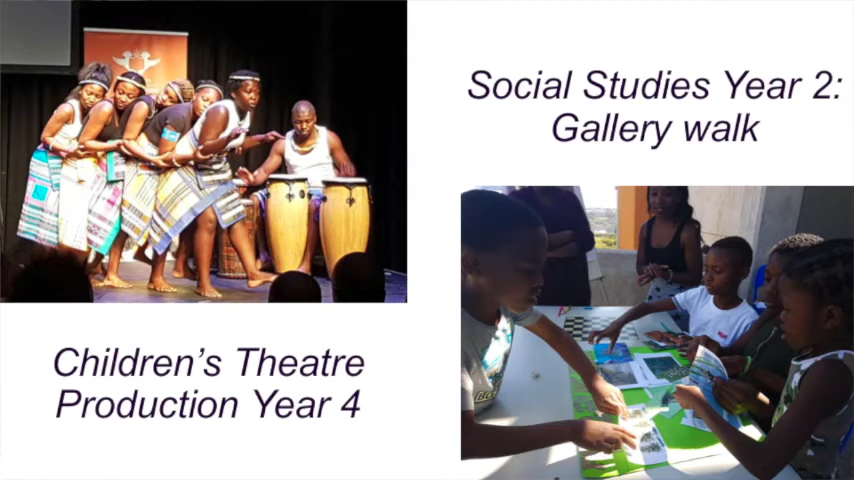 Social Studies Year 2:
Gallery walk
Children’s Theatre
Production Year 4